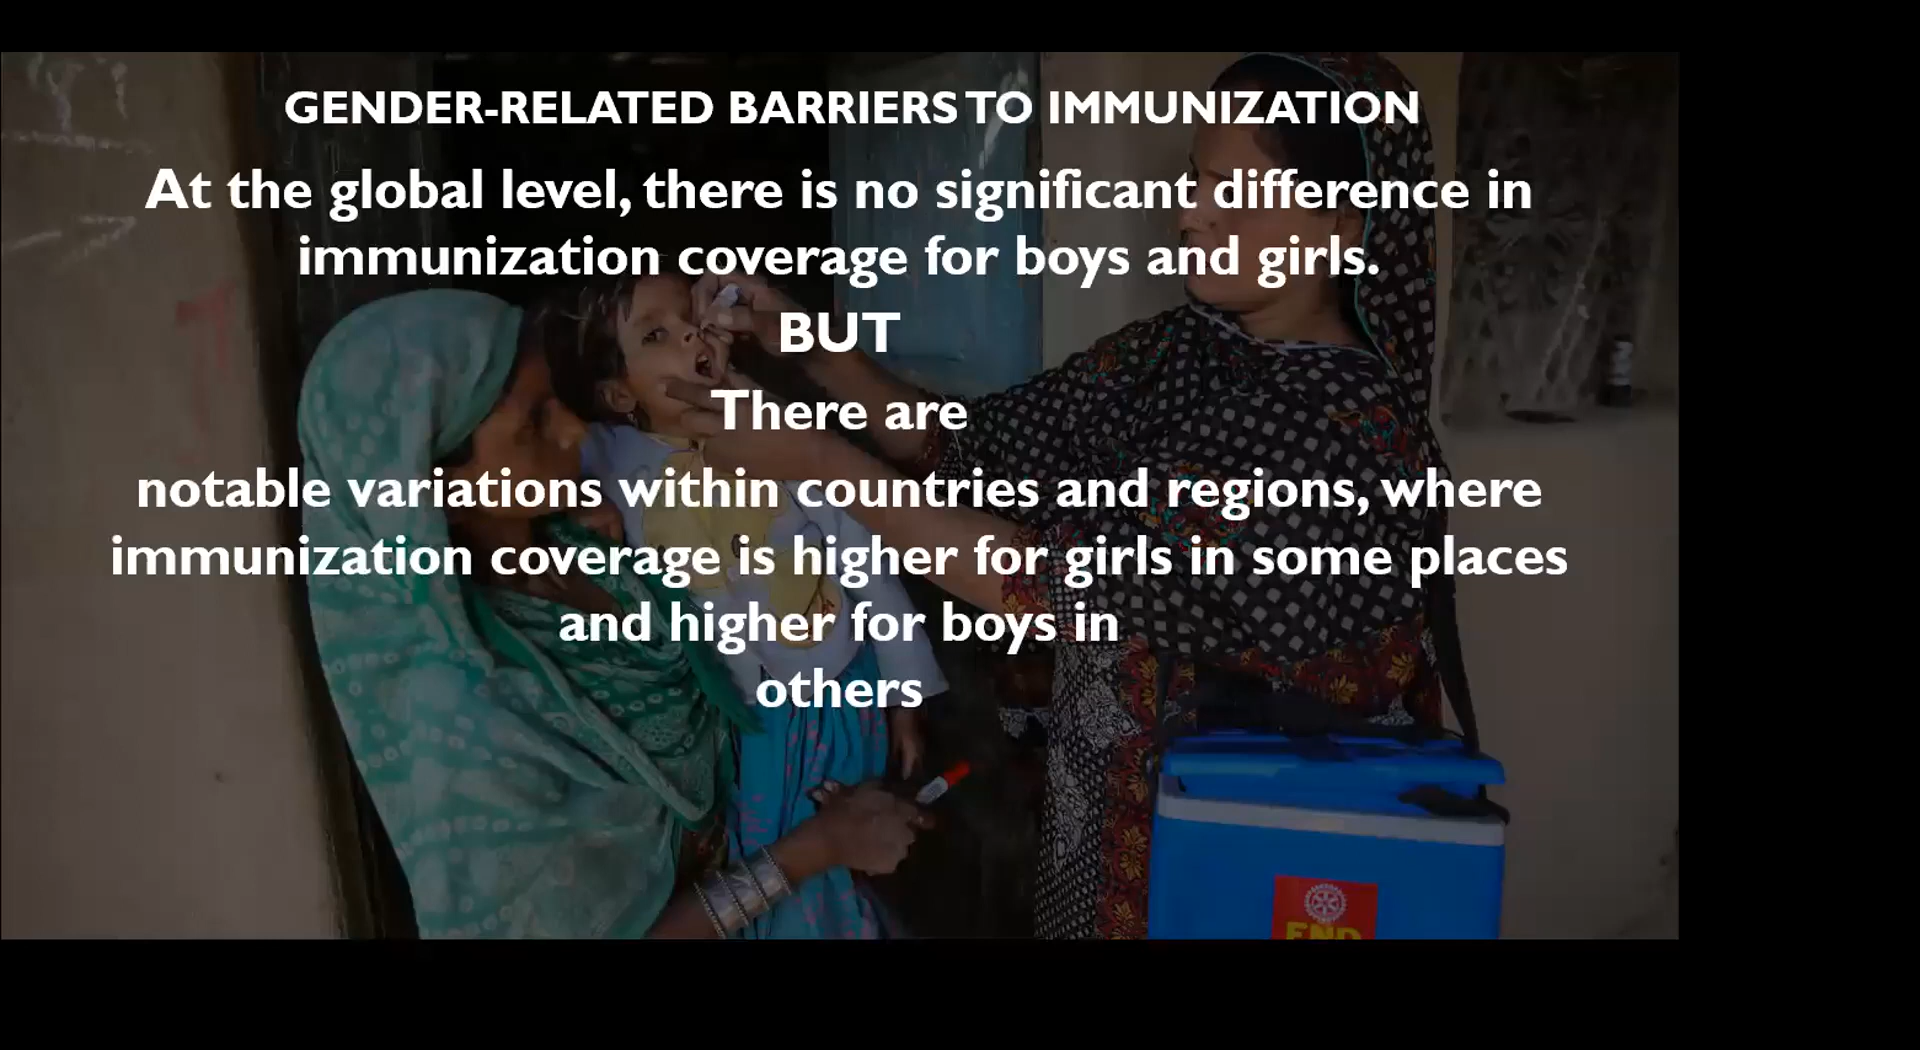 GENDER-RELATED BARRIERS TO IMMUNIZATION
At the global level, there is no significant difference in
immunization coverage for boys and girls.
BUT
There are
notable variations within countries and regions, where
immunization coverage is higher for girls in some places
and higher for boys in
others
END